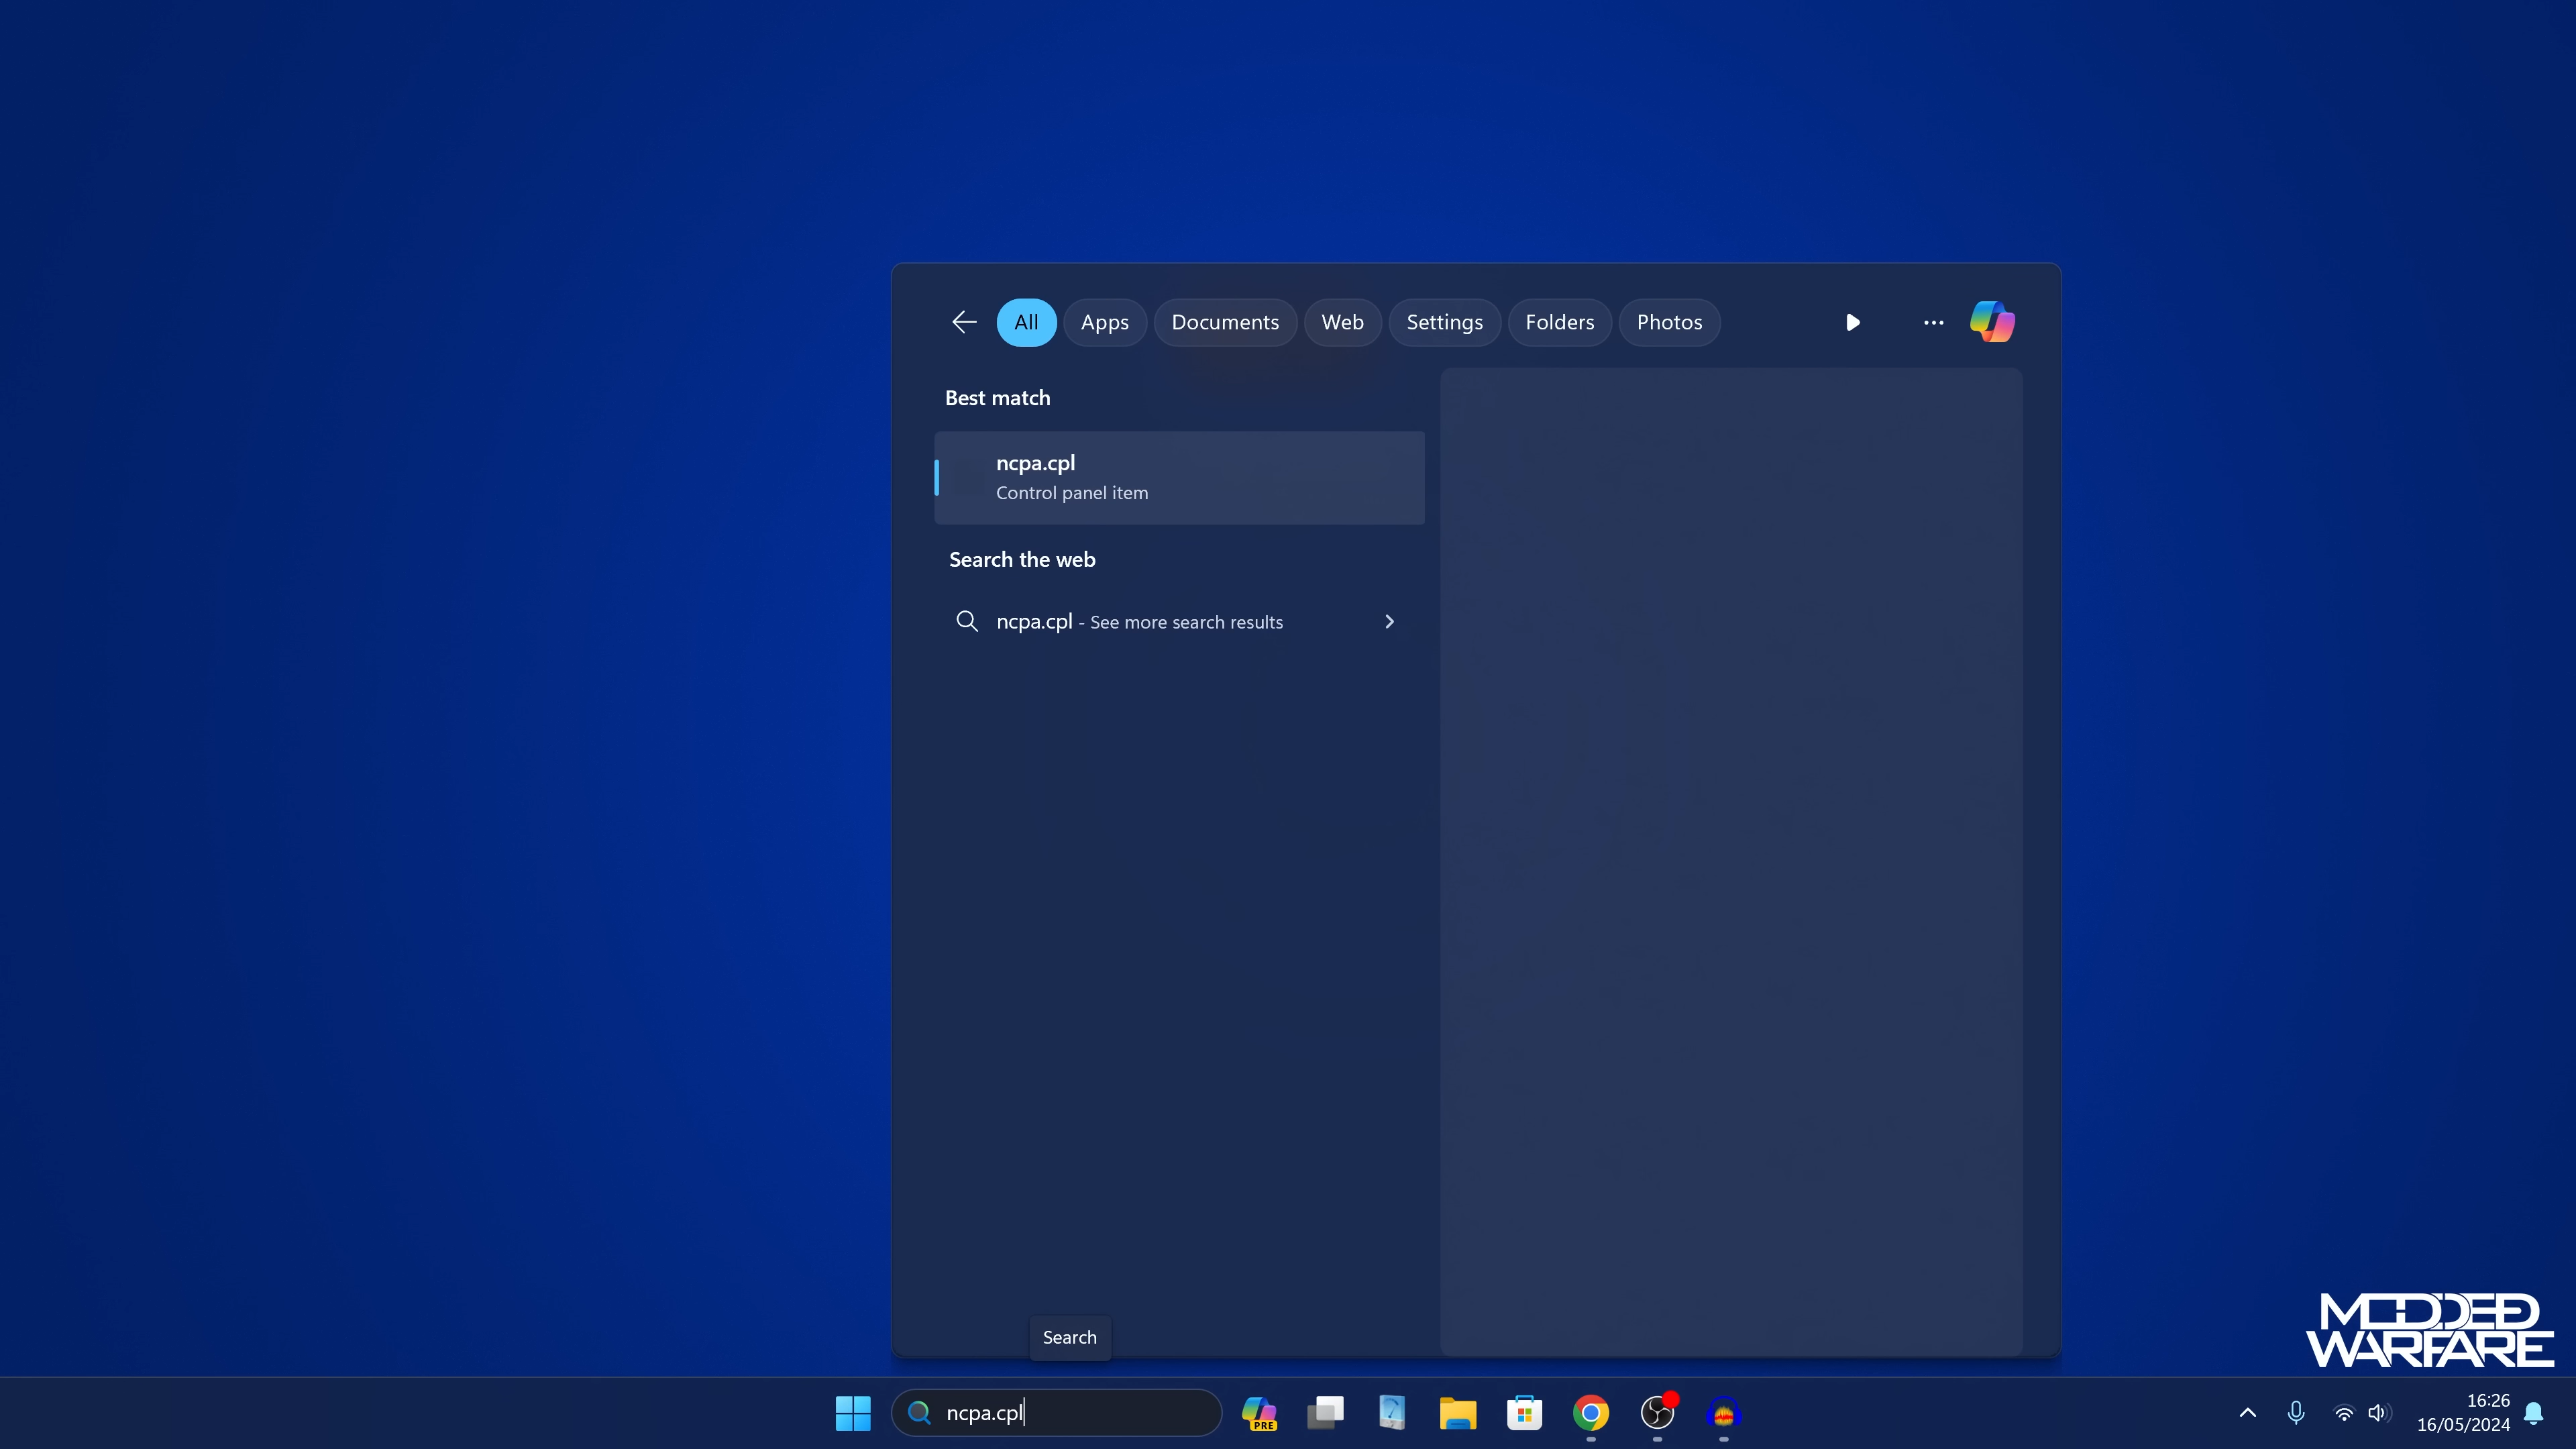 All Apps Documents Web Settings Folders Photos
Best match
ncpa.cpl
Control panel item
Search the web
ncpa.cpl - See more search results
Search
MODDED
WARFARE
ncpa.cpl
PRE
16:26
16/05/2024